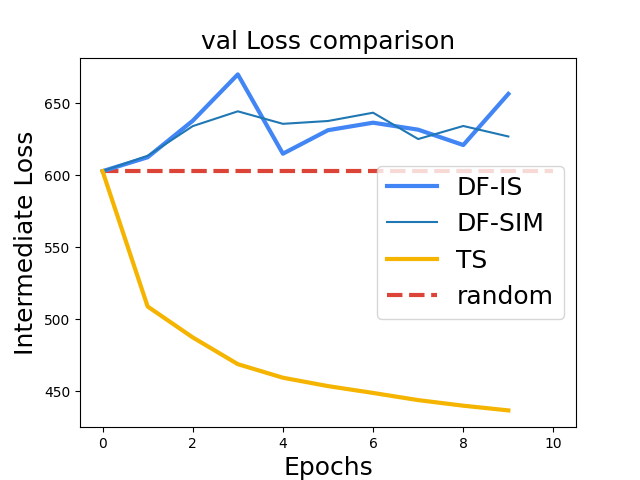 val Loss comparison
Intermediate Loss
650
600
550
500
450
DF-IS
DF-SIM
TS
random
0
2
4
6
8
10
Epochs